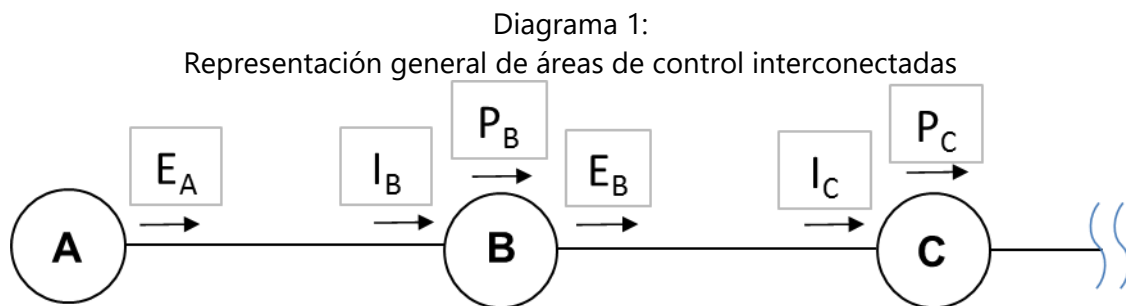 Diagrama 1:
Representación general de áreas de control interconectadas
E_A
I_B
P_B
E_B
I_C
P_C
A
B
C